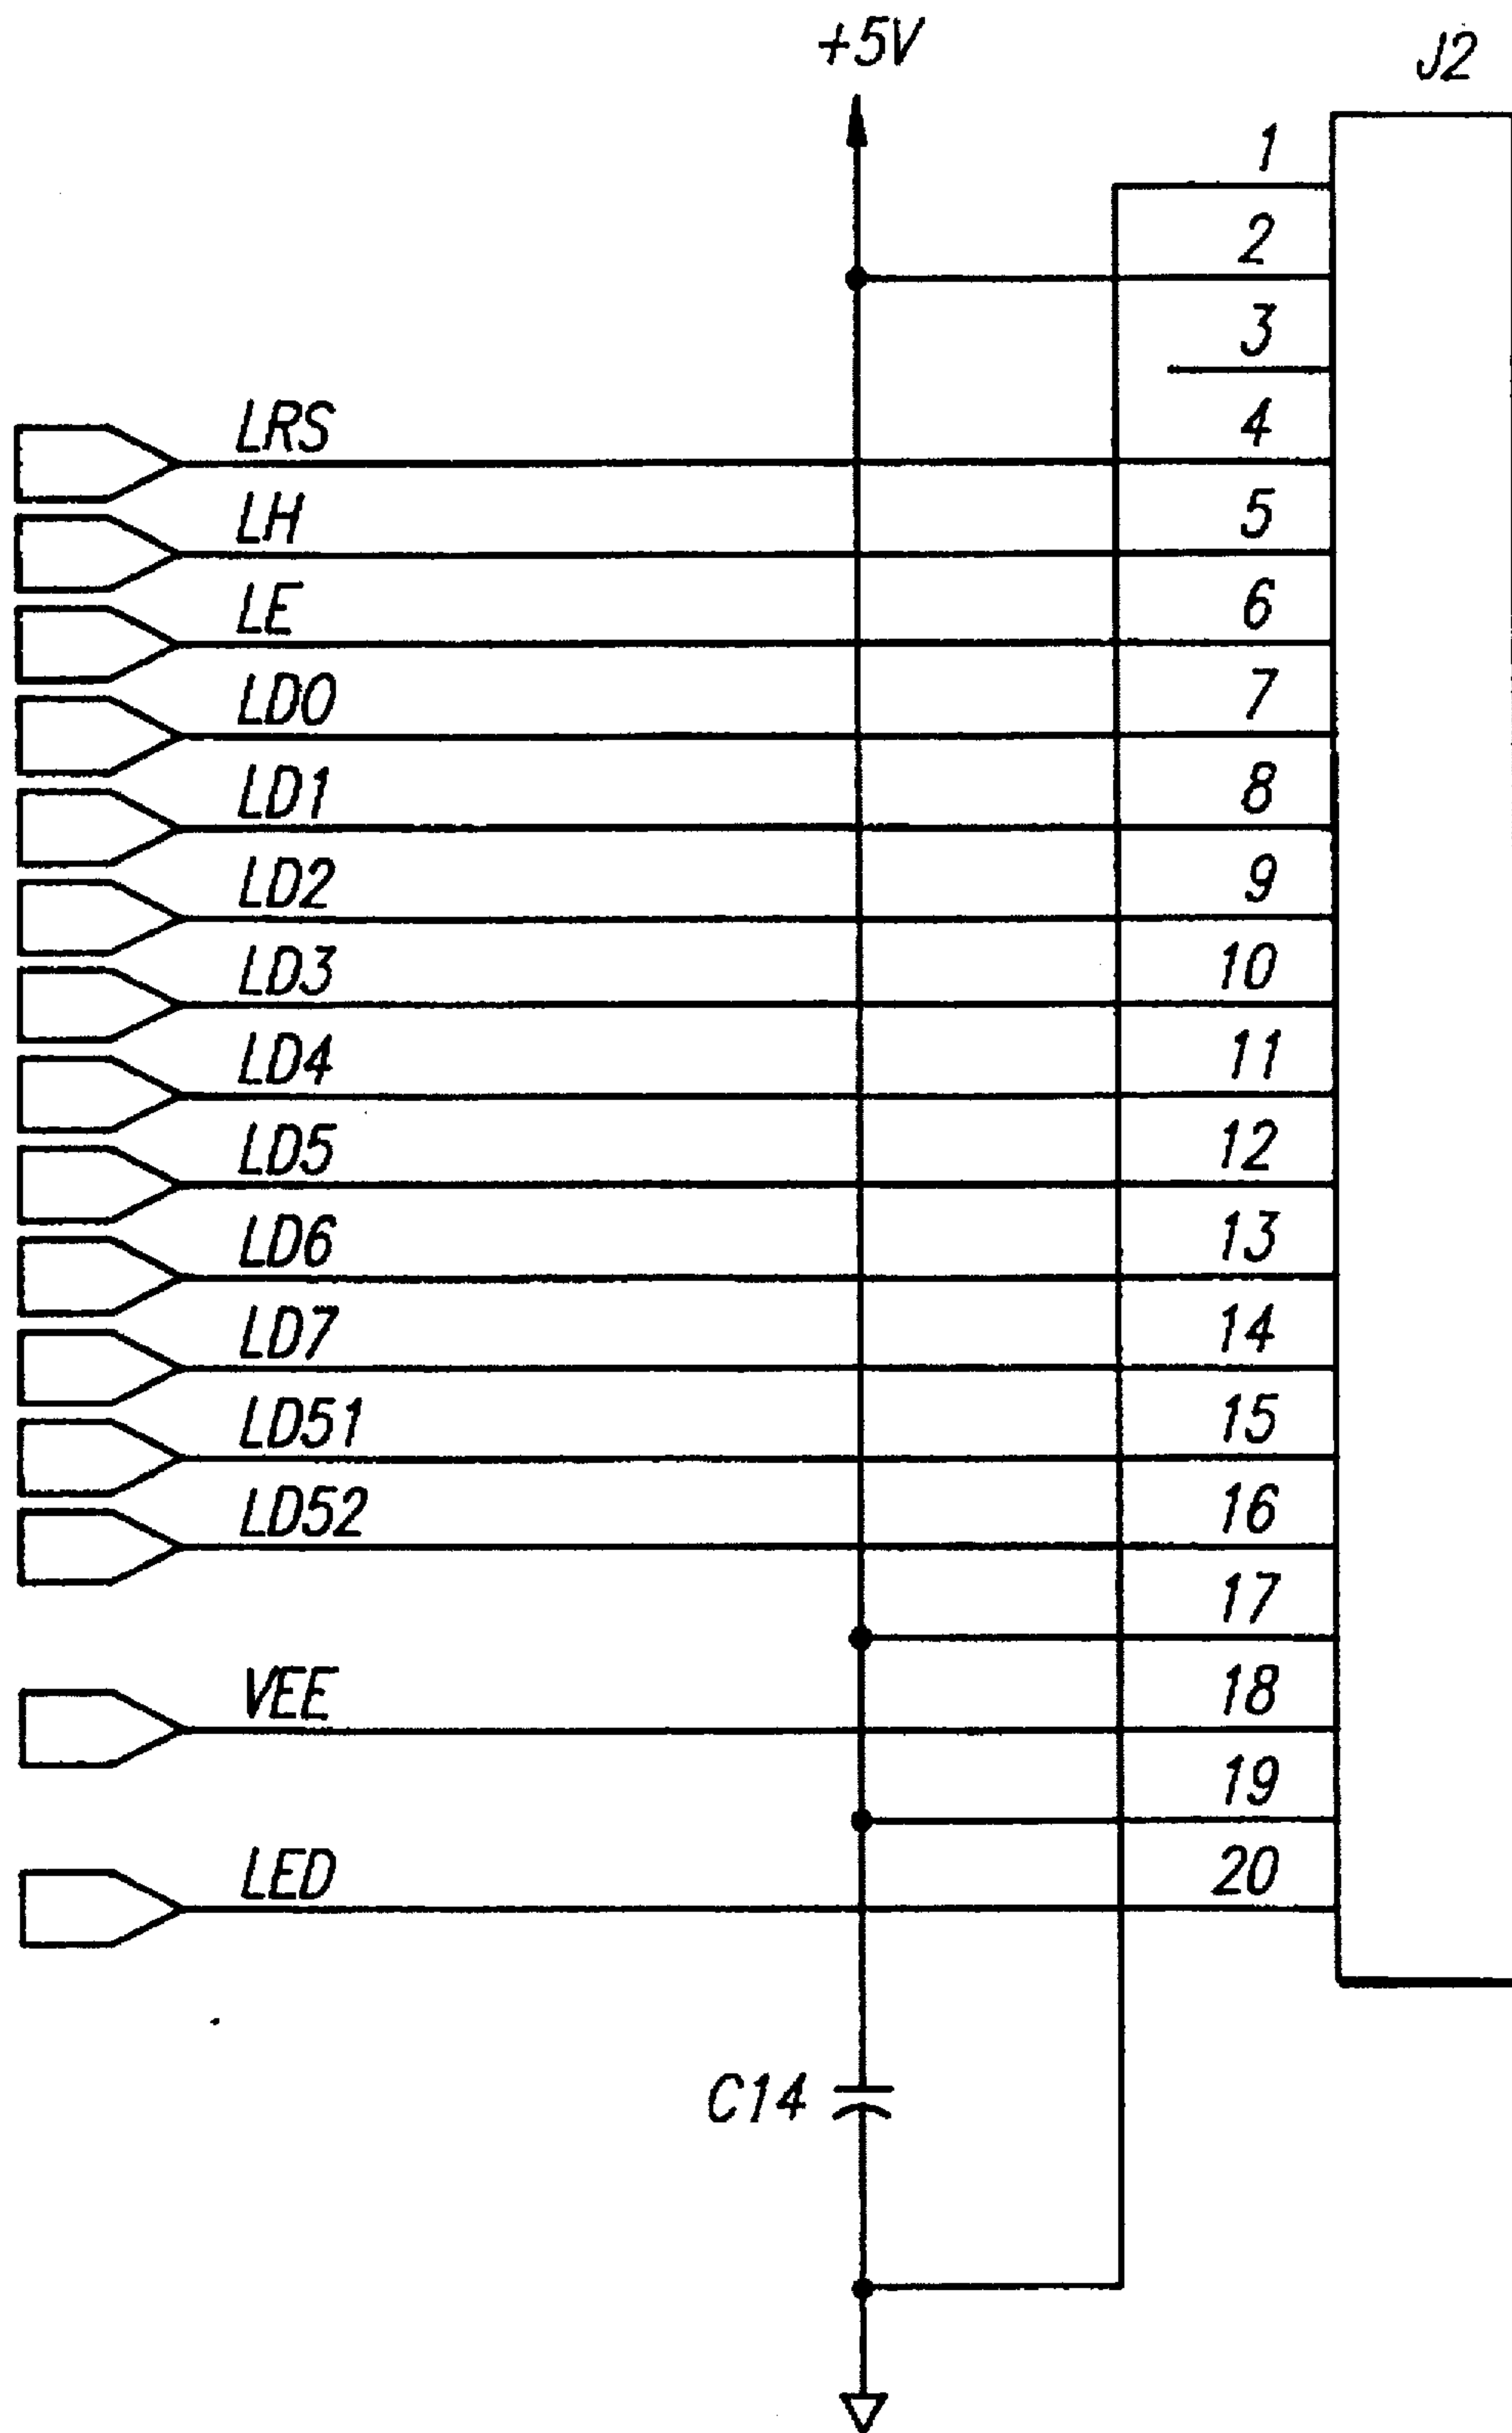 +5V
J2
1
2
3
LRS 4
LH 5
LE 6
LD0 7
LD1 8
LD2 9
LD3 10
LD4 11
LD5 12
LD6 13
LD7 14
LD51 15
LD52 16
17
VEE 18
19
LED 20
C14